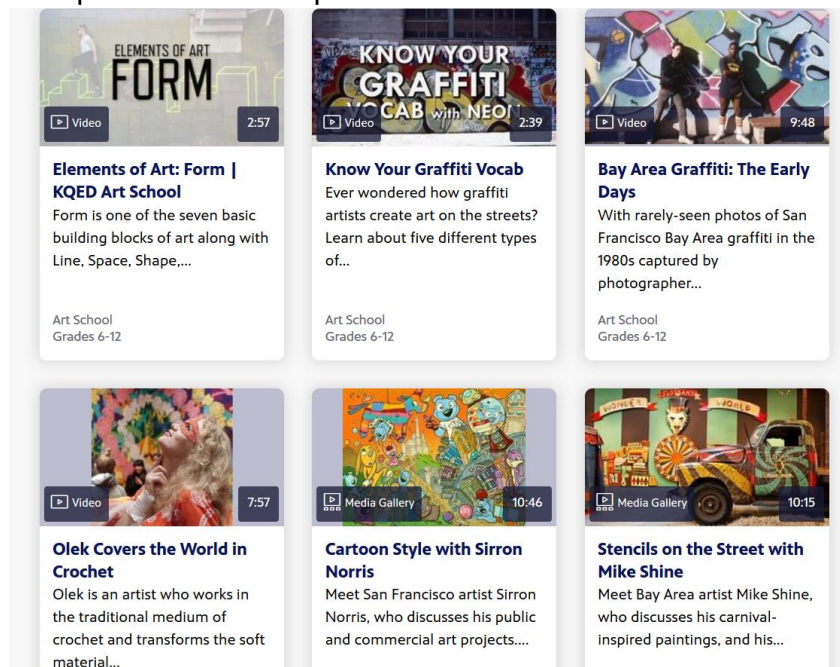 ELEMENTS OF ART
FORM
Video
2:57
Elements of Art: Form |
KQED Art School
Form is one of the seven basic
building blocks of art along with
Line, Space, Shape,...
Art School
Grades 6-12
KNOW YOUR
GRAFFITI
VOCAB with NEON
Video
2:39
Know Your Graffiti Vocab
Ever wondered how graffiti
artists create art on the streets?
Learn about five different types
of...
Art School
Grades 6-12
Video
9:48
Bay Area Graffiti: The Early
Days
With rarely-seen photos of San
Francisco Bay Area graffiti in the
1980s captured by
photographer...
Art School
Grades 6-12
Video
7:57
Olek Covers the World in
Crochet
Olek is an artist who works in
the traditional medium of
crochet and transforms the soft
material...
Media Gallery
10:46
Cartoon Style with Sirron
Norris
Meet San Francisco artist Sirron
Norris, who discusses his public
and commercial art projects....
WONDER WORLD
Media Gallery
10:15
Stencils on the Street with
Mike Shine
Meet Bay Area artist Mike Shine,
who discusses his carnival-
inspired paintings, and his...